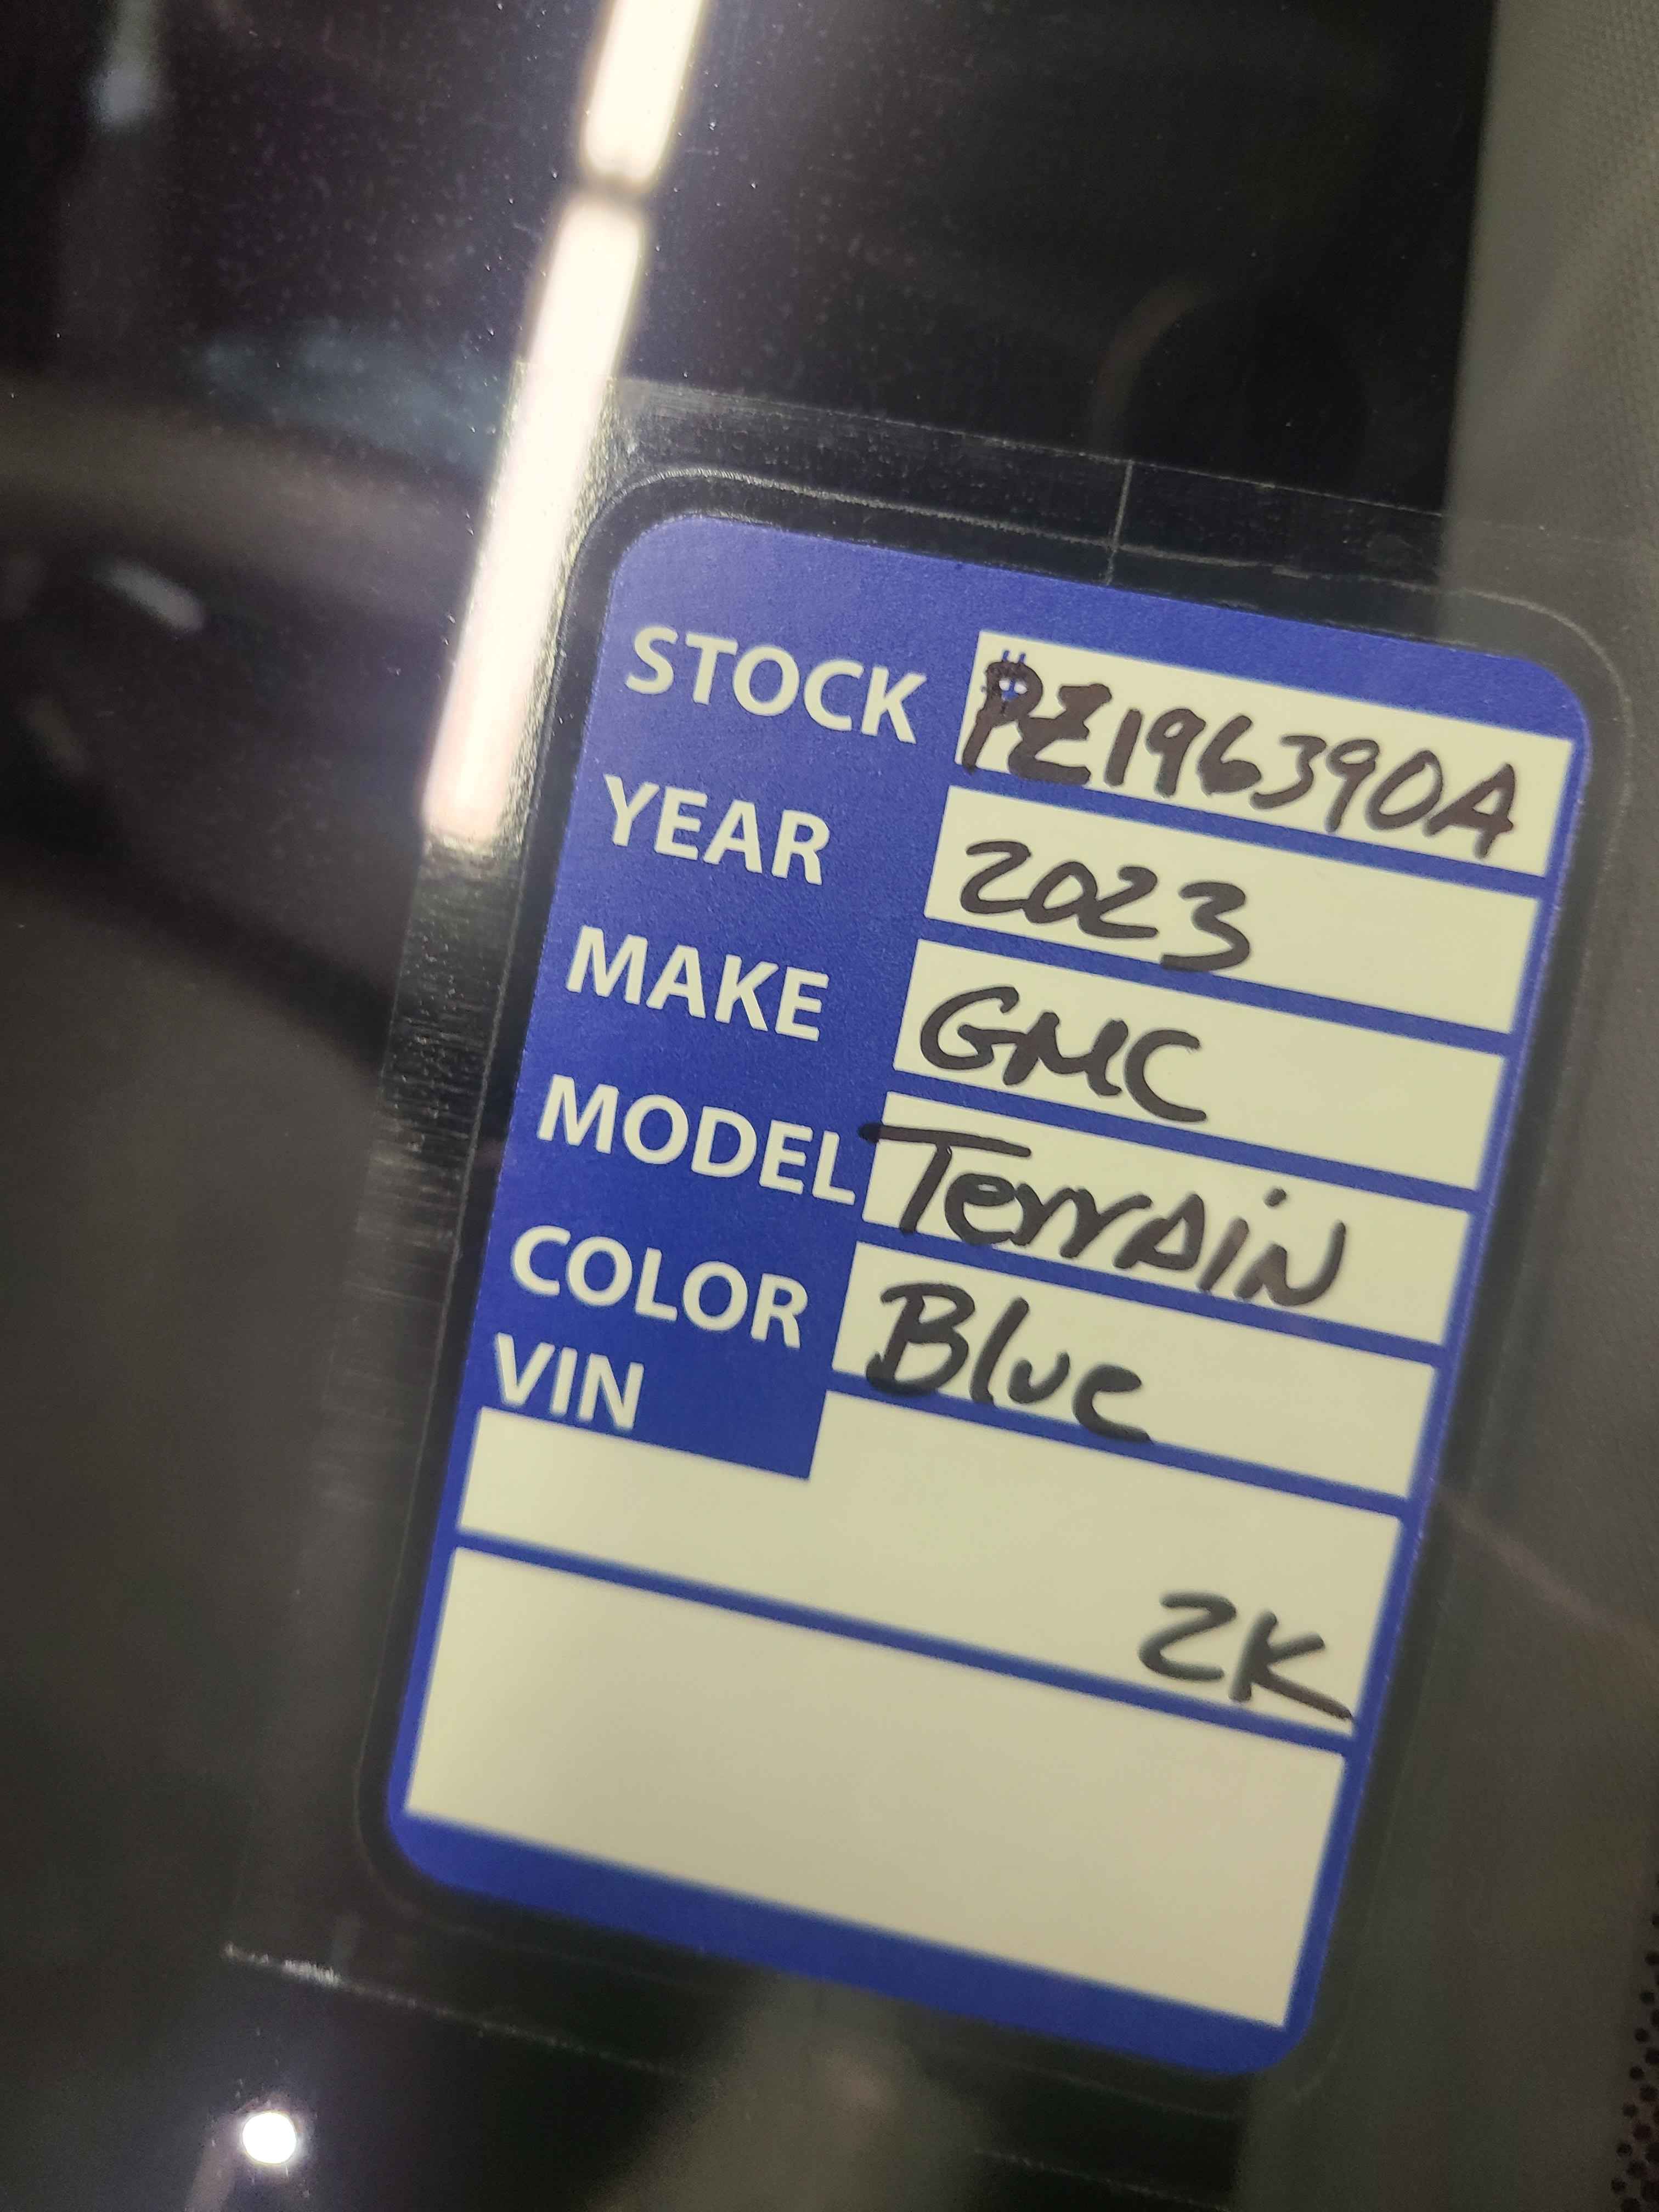 STOCK PZ196390A
YEAR 2023
MAKE GMC
MODEL TerrAiN
COLOR Blue
VIN
2K